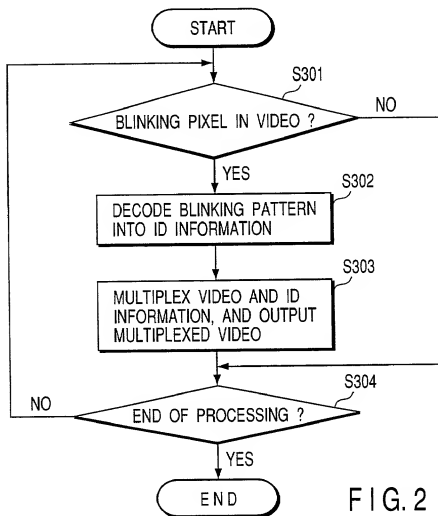 START
S301
BLINKING PIXEL IN VIDEO ?
NO
YES
S302
DECODE BLINKING PATTERN
INTO ID INFORMATION
S303
MULTIPLEX VIDEO AND ID
INFORMATION, AND OUTPUT
MULTIPLEXED VIDEO
S304
NO
END OF PROCESSING ?
YES
END
FIG. 2